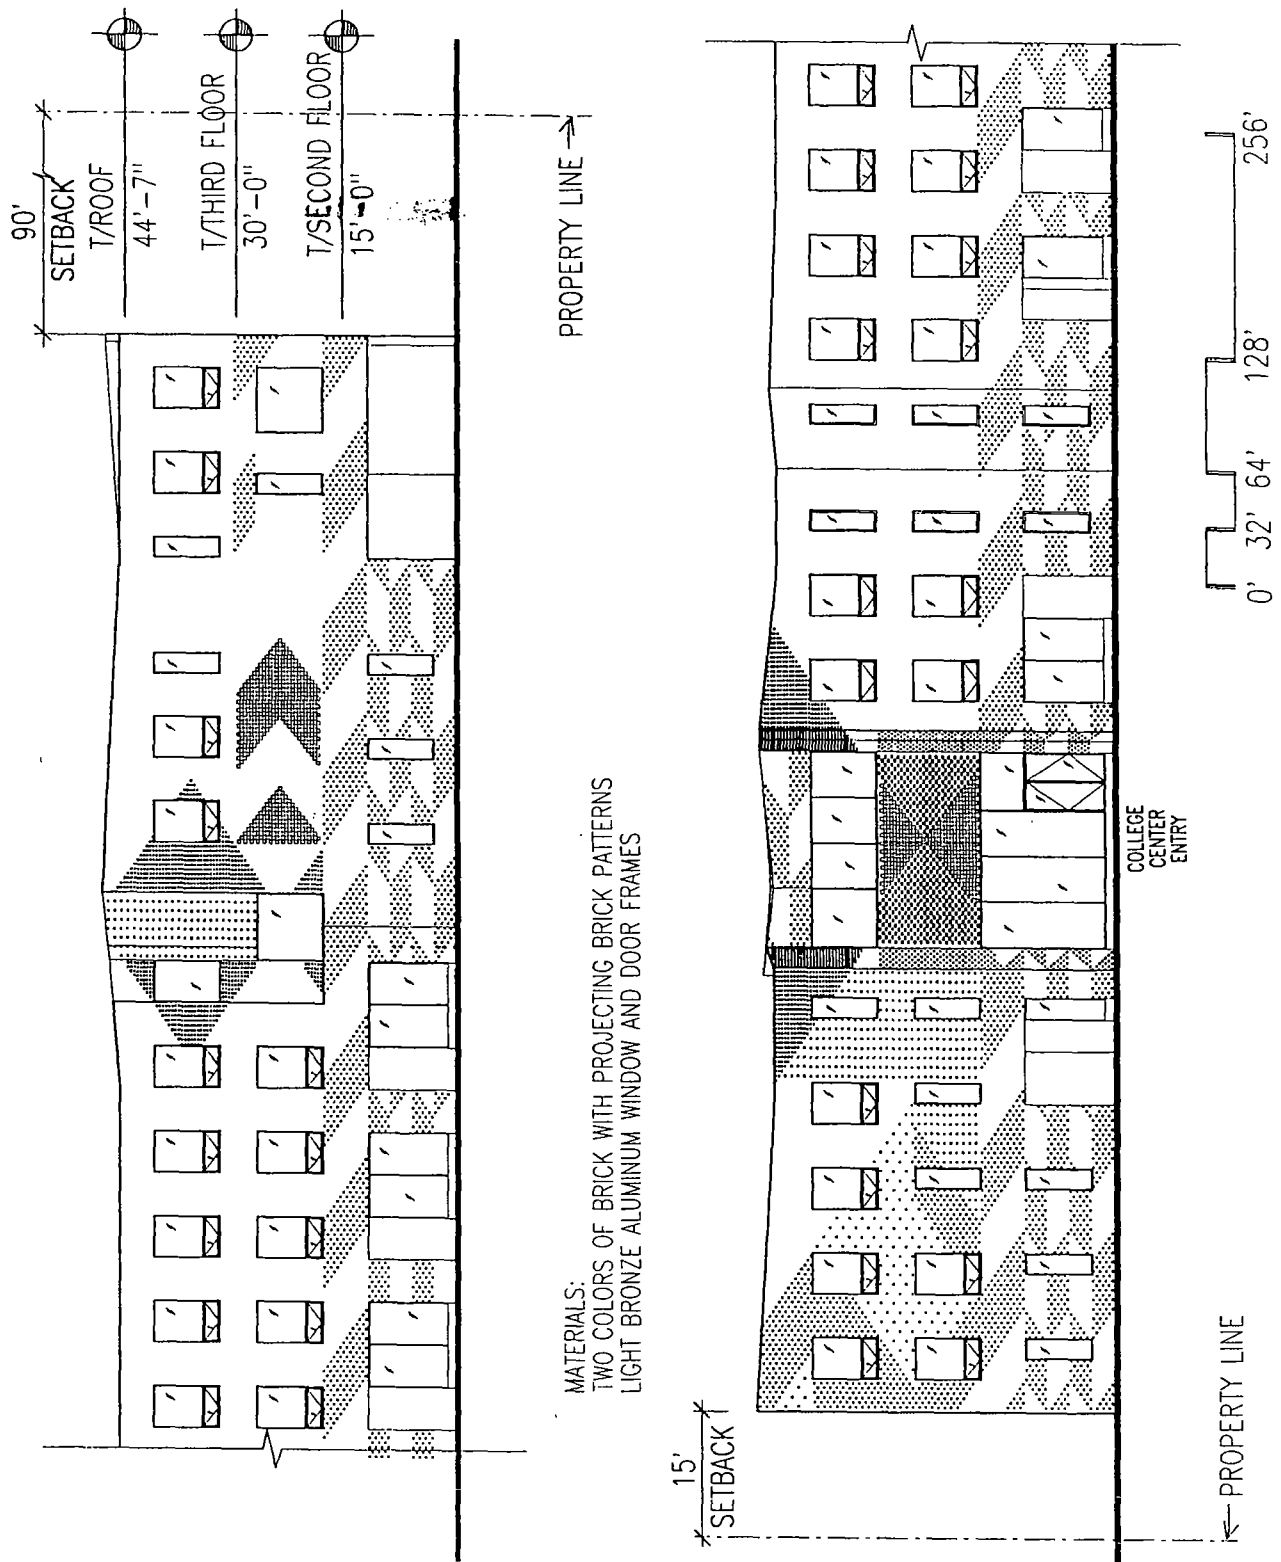 90'
SETBACK
T/ROOF
44'-7"
T/THIRD FLOOR
30'-0"
T/SECOND FLOOR
15'-0"
PROPERTY LINE
MATERIALS:
TWO COLORS OF BRICK WITH PROJECTING BRICK PATTERNS
LIGHT BRONZE ALUMINUM WINDOW AND DOOR FRAMES
15'
SETBACK
PROPERTY LINE
COLLEGE
CENTER
ENTRY
0' 32' 64' 128' 256'